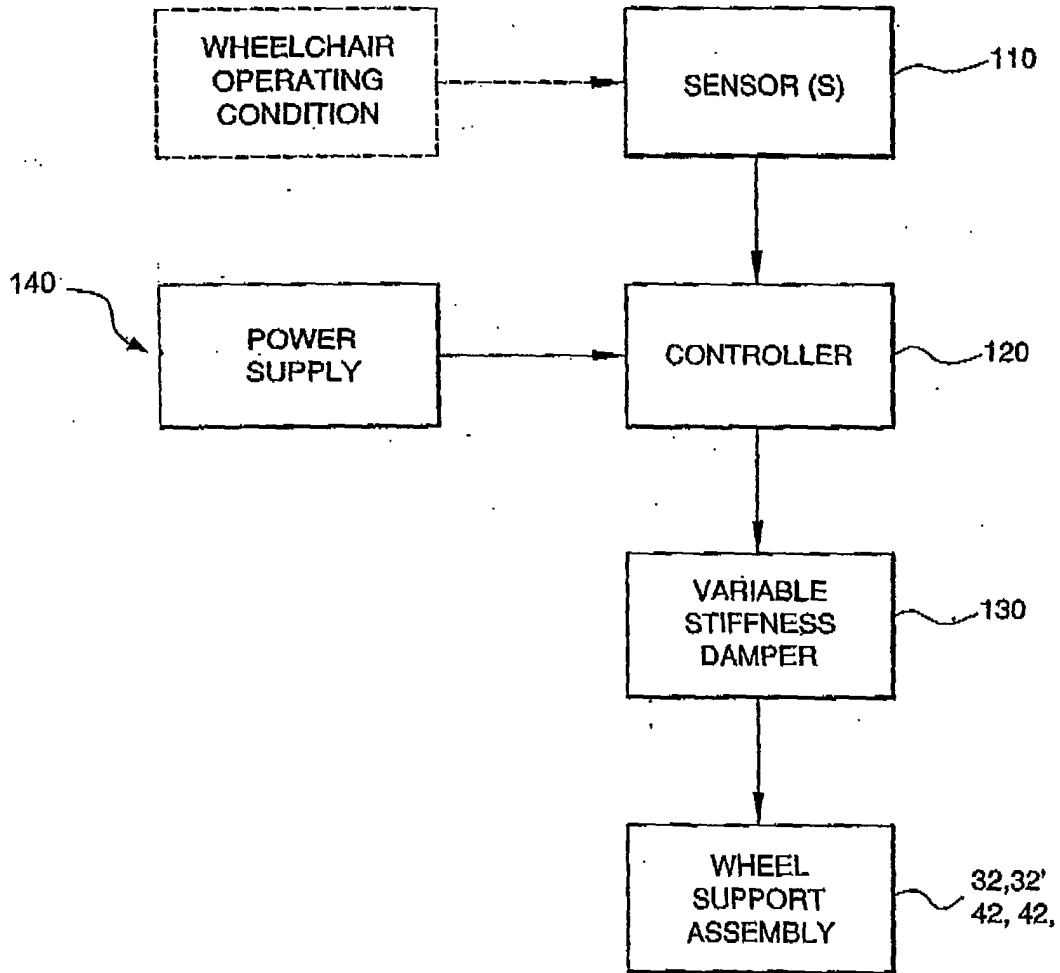 WHEELCHAIR
OPERATING
CONDITION
SENSOR (S)
110
140
POWER
SUPPLY
CONTROLLER
120
VARIABLE
STIFFNESS
DAMPER
130
WHEEL
SUPPORT
ASSEMBLY
32,32'
42, 42,